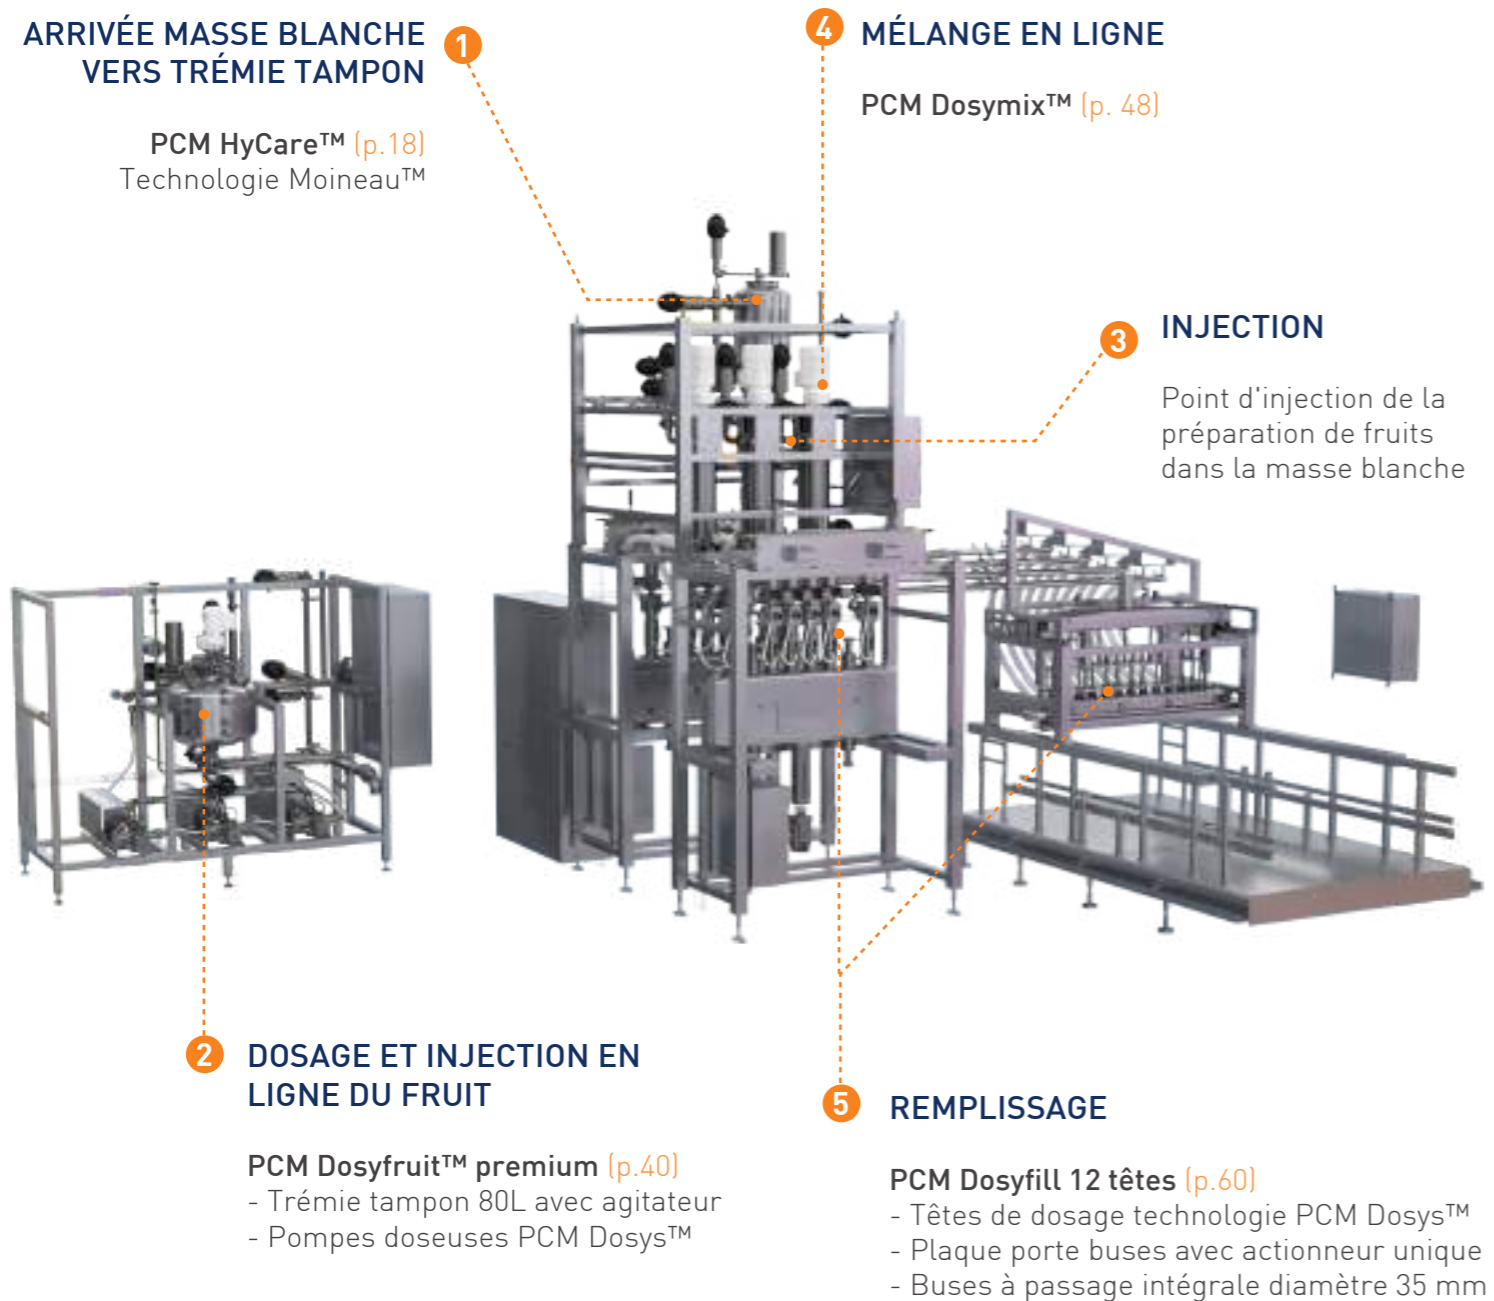 1
ARRIVÉE MASSE BLANCHE
VERS TRÉMIE TAMPON
PCM HyCare™ (p.18)
Technologie Moineau™
4
MÉLANGE EN LIGNE
PCM Dosymix™ (p. 48)
3
INJECTION
Point d'injection de la
préparation de fruits
dans la masse blanche
2
DOSAGE ET INJECTION EN
LIGNE DU FRUIT
PCM Dosyfruit™ premium (p.40)
- Trémie tampon 80L avec agitateur
- Pompes doseuses PCM Dosys™
5
REMPLISSAGE
PCM Dosyfill 12 têtes (p.60)
- Têtes de dosage technologie PCM Dosys™
- Plaque porte buses avec actionneur unique
- Buses à passage intégrale diamètre 35 mm